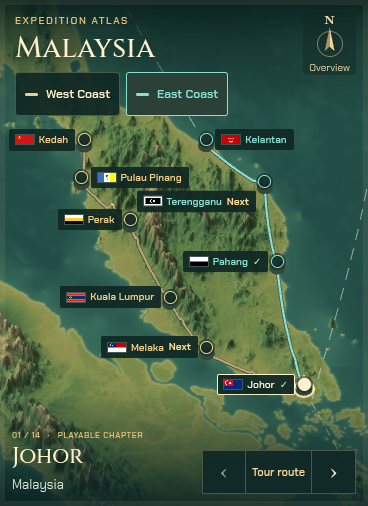 EXPEDITION ATLAS
MALAYSIA
N
Overview
West Coast
East Coast
Kedah
Kelantan
Pulau Pinang
Terengganu Next
Perak
Pahang ✓
Kuala Lumpur
Melaka Next
Johor ✓
01 / 14 · PLAYABLE CHAPTER
JOHOR
Malaysia
‹ Tour route ›